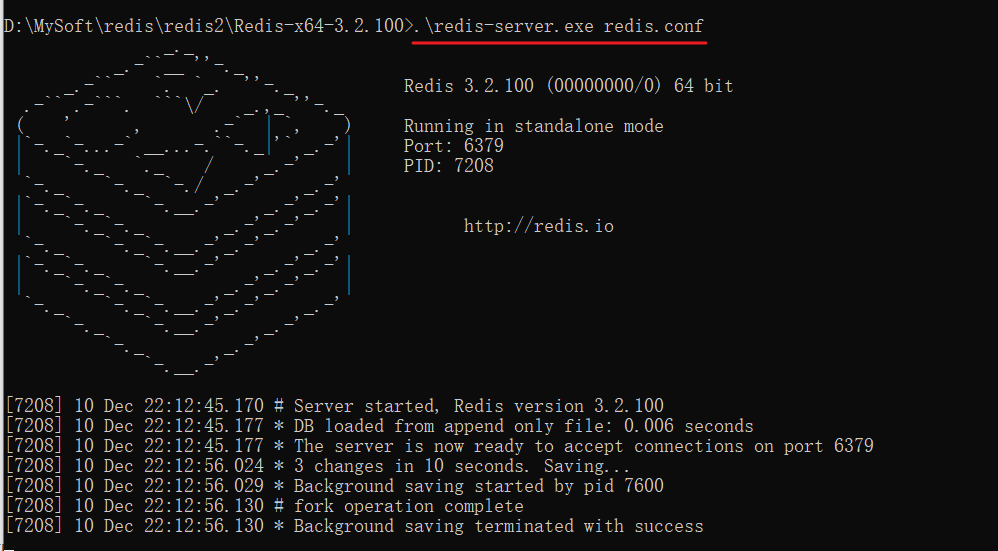 D:\MySoft\redis\redis2\Redis-x64-3.2.100>.\redis-server.exe redis.conf
Redis 3.2.100 (00000000/0) 64 bit
Running in standalone mode
Port: 6379
PID: 7208
http://redis.io
[7208] 10 Dec 22:12:45.170 # Server started, Redis version 3.2.100
[7208] 10 Dec 22:12:45.177 * DB loaded from append only file: 0.006 seconds
[7208] 10 Dec 22:12:45.177 * The server is now ready to accept connections on port 6379
[7208] 10 Dec 22:12:56.024 * 3 changes in 10 seconds. Saving...
[7208] 10 Dec 22:12:56.029 * Background saving started by pid 7600
[7208] 10 Dec 22:12:56.130 # fork operation complete
[7208] 10 Dec 22:12:56.130 * Background saving terminated with success